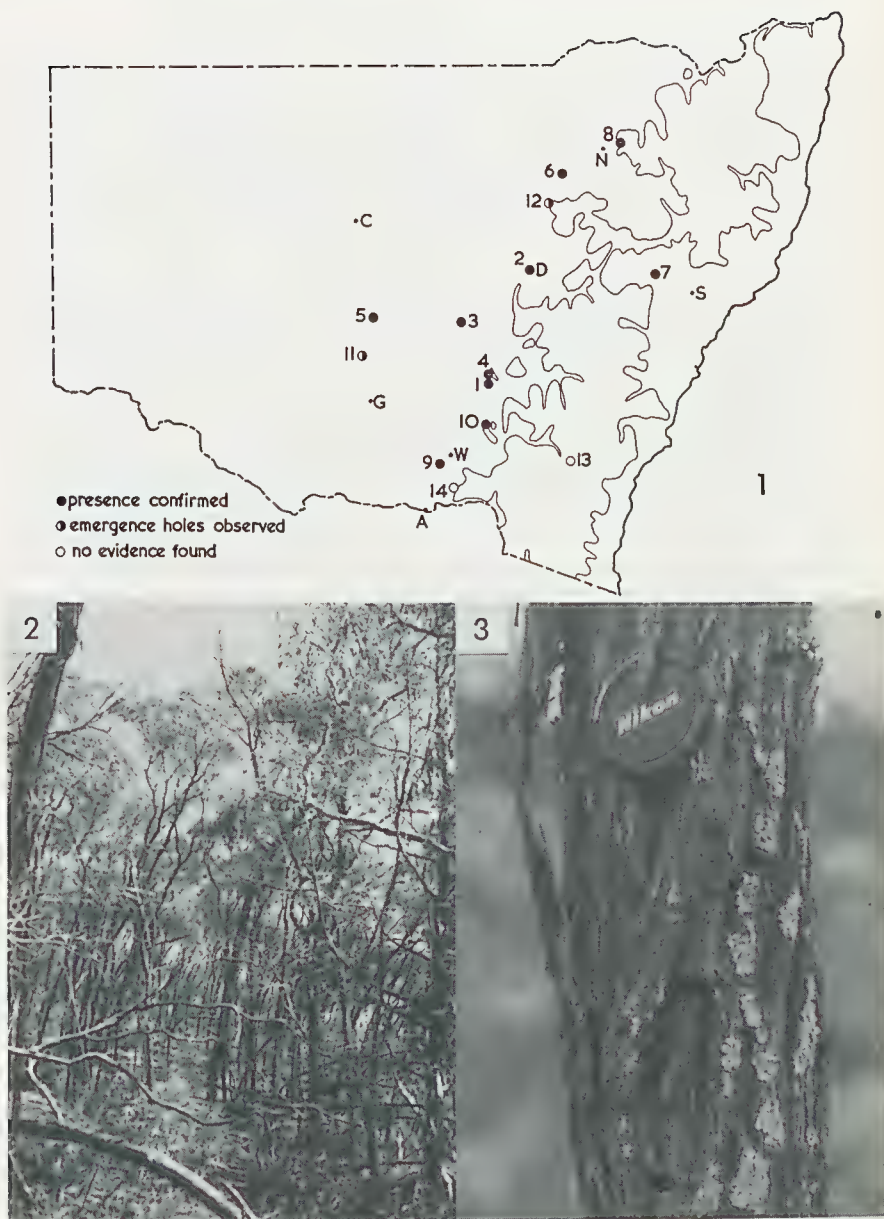 8
N
6
12
C
2 D
7
S
5
3
11
4
1
G
10
W
9
13
14
A
1
presence confirmed
emergence holes observed
no evidence found
2
3
Nikon